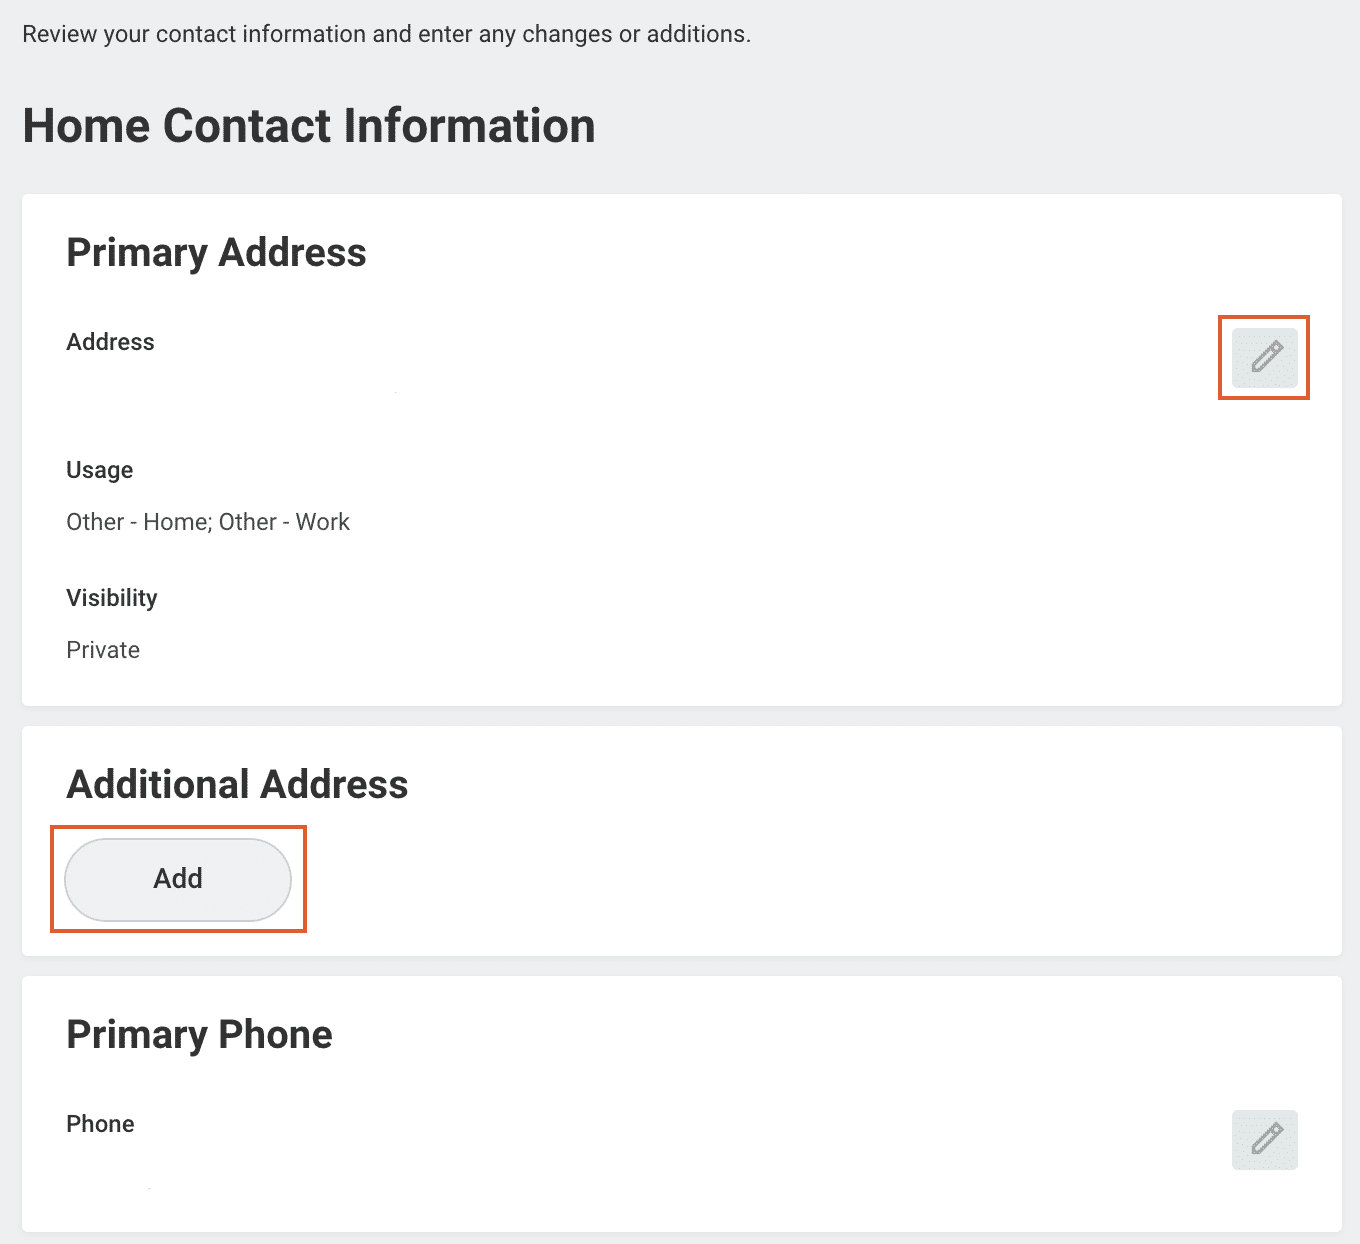 Review your contact information and enter any changes or additions.
Home Contact Information
Primary Address
Address
Usage
Other - Home; Other - Work
Visibility
Private
Additional Address
Add
Primary Phone
Phone